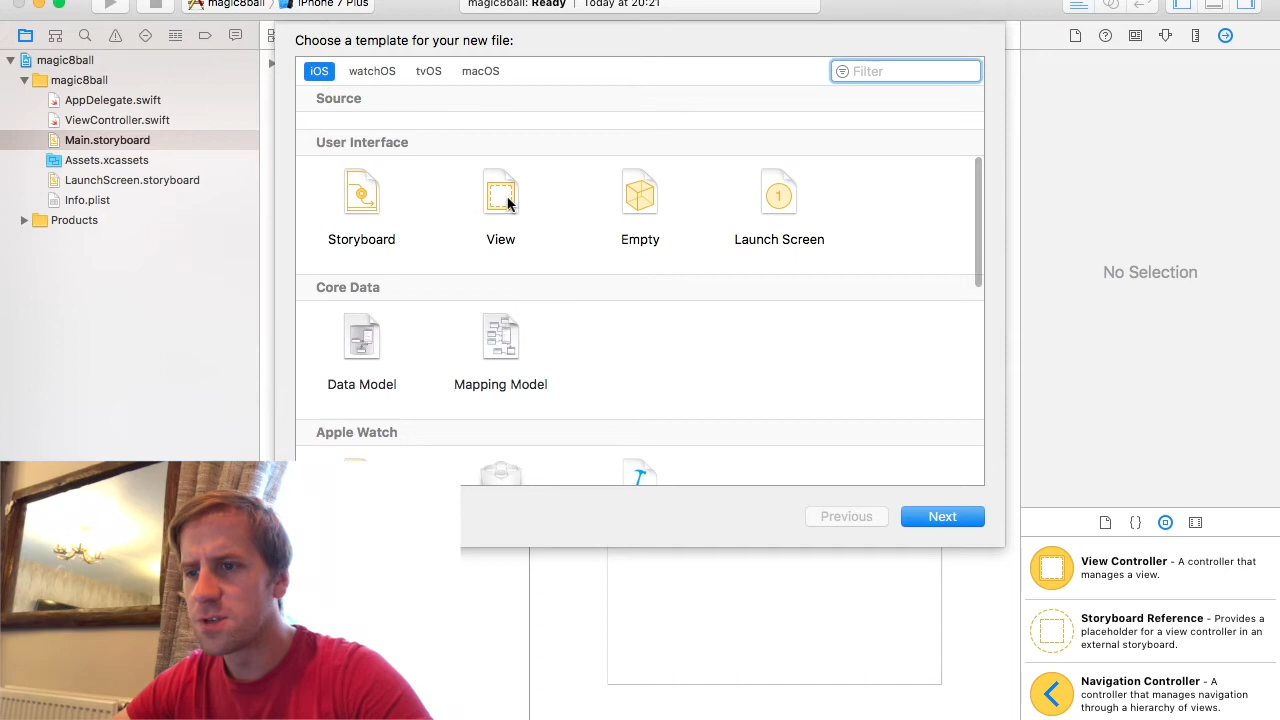 magic8ball
iPhone 7 Plus
magic8ball: Ready | Today at 20:21
Choose a template for your new file:
iOS
watchOS
tvOS
macOS
Filter
magic8ball
magic8ball
AppDelegate.swift
ViewController.swift
Main.storyboard
Assets.xcassets
LaunchScreen.storyboard
Info.plist
Products
Source
User Interface
Storyboard
View
Empty
1
Launch Screen
Core Data
Data Model
Mapping Model
Apple Watch
Previous
Next
No Selection
View Controller - A controller that
manages a view.
Storyboard Reference - Provides a
placeholder for a view controller in an
external storyboard.
Navigation Controller - A
controller that manages navigation
through a hierarchy of views.